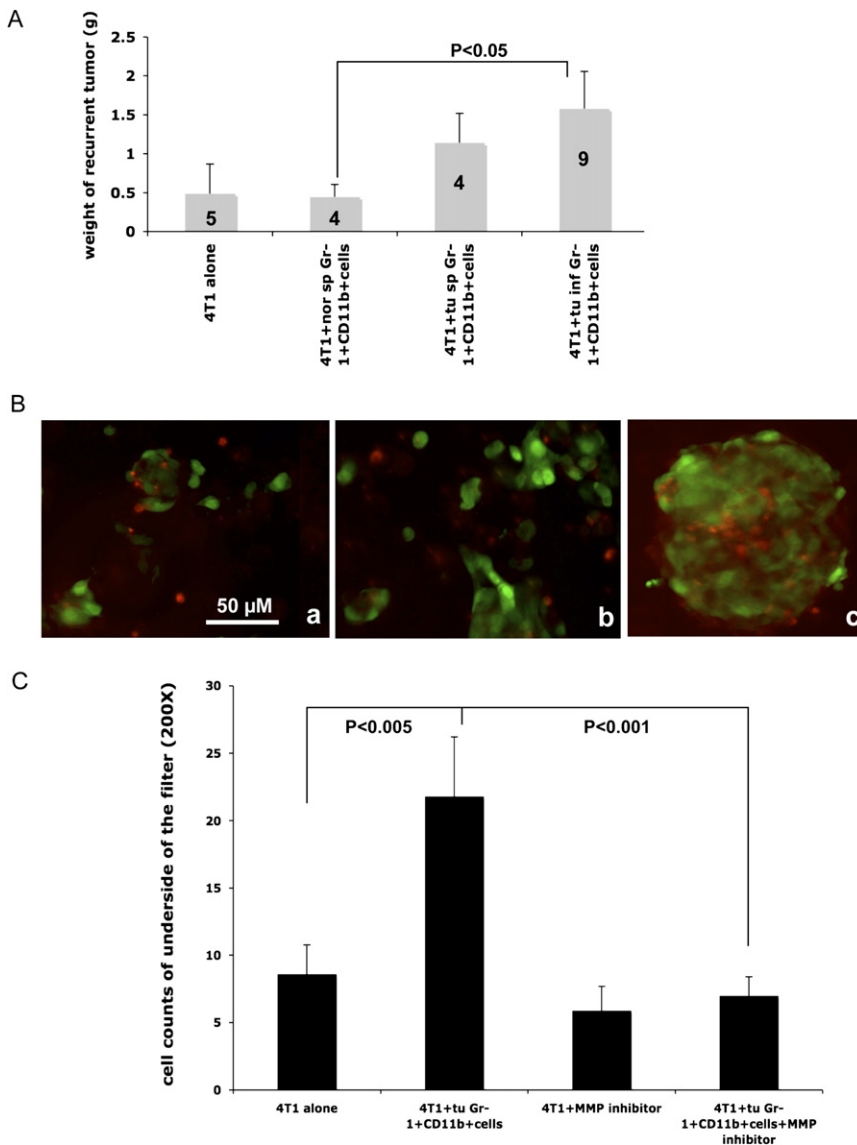 A
weight of recurrent tumor (g)
2.5
2
1.5
1
0.5
0
P<0.05
5
4
4
9
4T1 alone
4T1+nor sp Gr-
1+CD11b+cells
4T1+tu sp Gr-
1+CD11b+cells
4T1+tu inf Gr-
1+CD11b+cells
B
50 µM
a
b
c
C
cell counts of underside of the filter (200X)
30
25
20
15
10
5
0
P<0.005
P<0.001
4T1 alone
4T1+tu Gr-
1+CD11b+cells
4T1+MMP inhibitor
4T1+tu Gr-
1+CD11b+cells+MMP
inhibitor